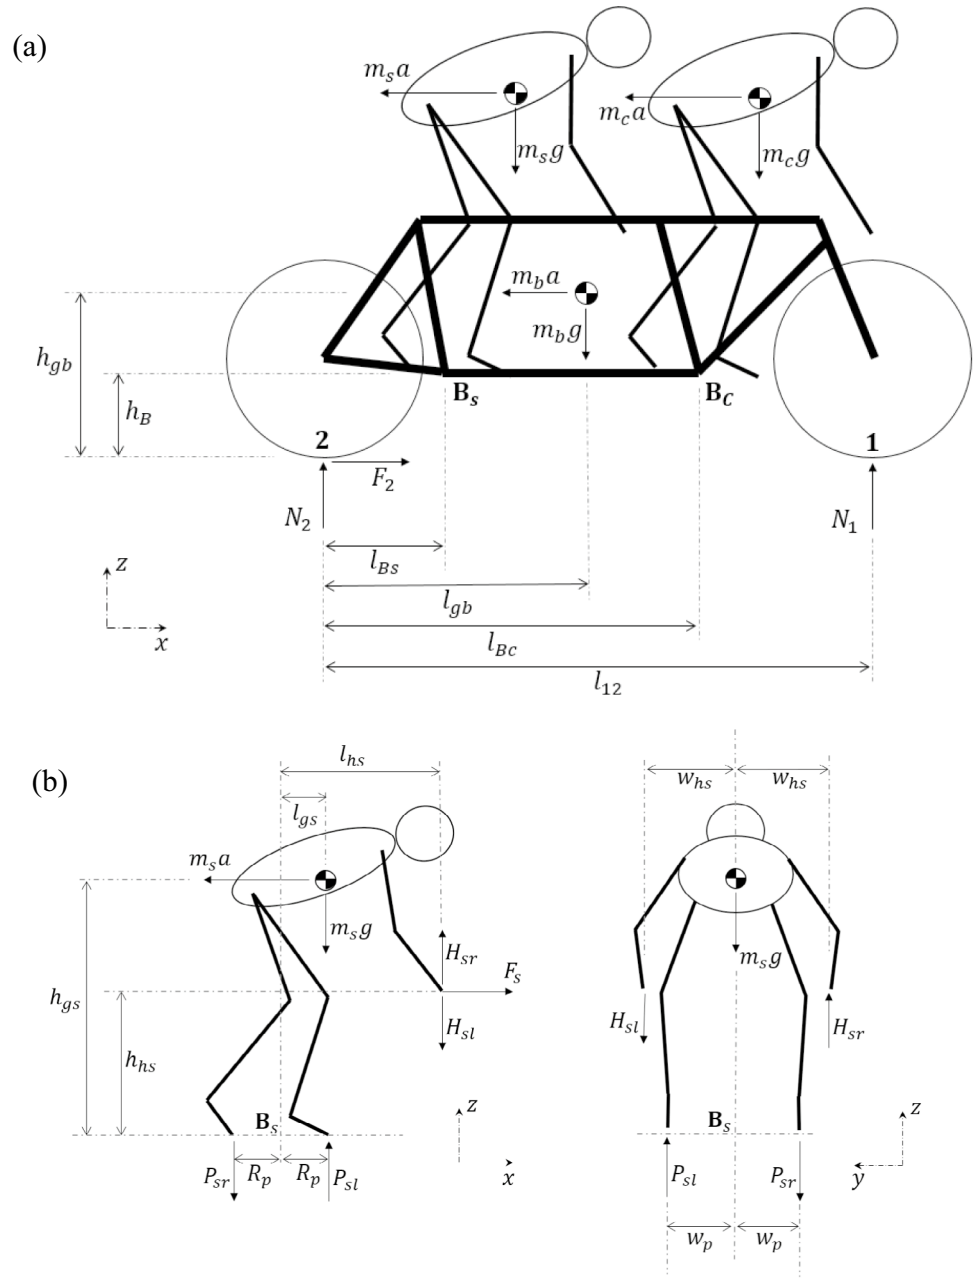 (a)
m_s a
m_s g
m_c a
m_c g
m_b a
m_b g
h_gb
h_B
B_s
B_C
2
1
F_2
N_2
N_1
l_Bs
l_gb
l_Bc
l_12
z
x
(b)
l_hs
l_gs
m_s a
m_s g
H_sr
F_s
H_sl
h_gs
h_hs
B_s
P_sr
R_p
R_p
P_sl
z
x
w_hs
w_hs
m_s g
H_sl
H_sr
B_s
P_sl
P_sr
w_p
w_p
z
y